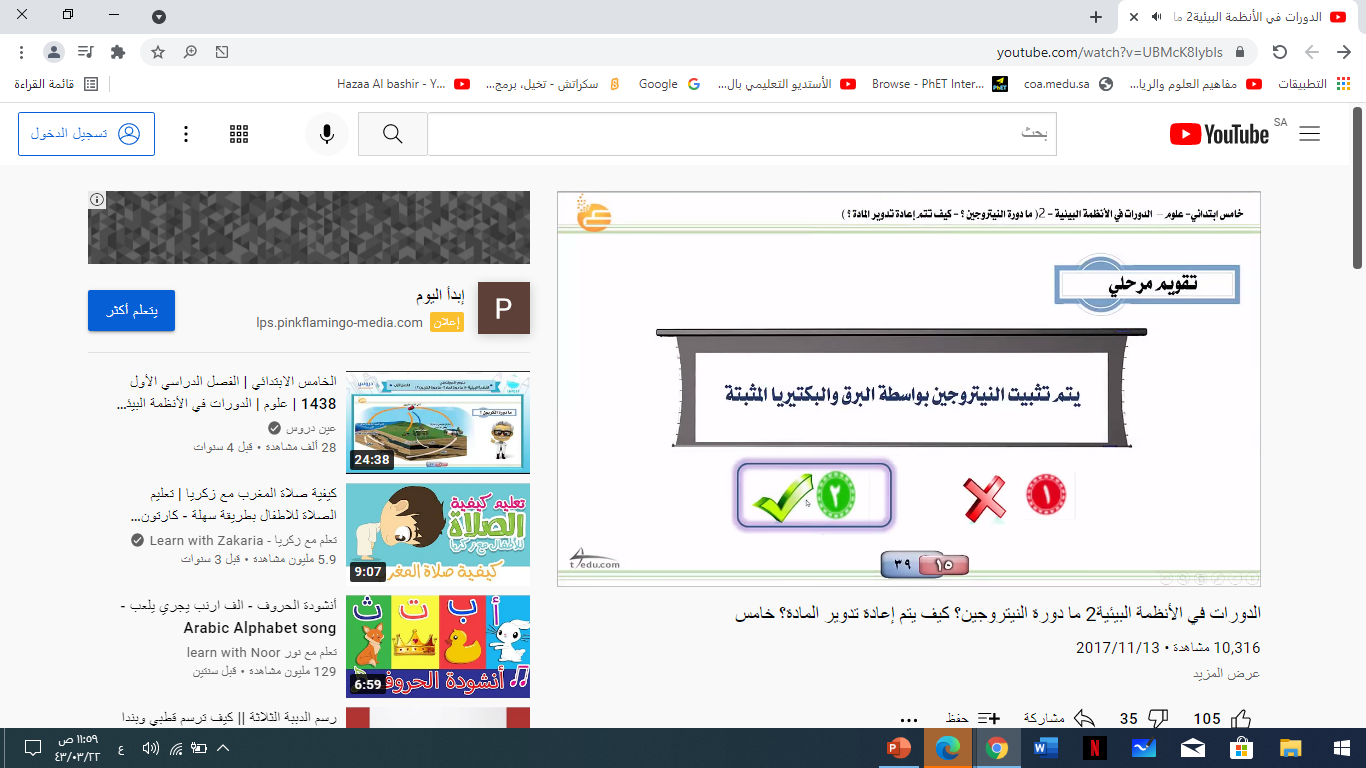 الدورات في الأنظمة البيئية2 ما
youtube.com/watch?v=UBMcK8lybls
التطبيقات
مفاهيم العلوم والريا...
coa.medu.sa
Browse - PhET Inter...
الأستديو التعليمي بال...
Google
سكراتش - تخيل، برمج...
Hazaa Al bashir - Y...
قائمة القراءة
YouTube SA
بحث
تسجيل الدخول
خامس ابتدائي- علوم – الدورات في الأنظمة البيئية – 2( ما دورة النيتروجين ؟ - كيف تتم إعادة تدوير المادة ؟ )
تقويم مرحلي
يتم تثبيت النيتروجين بواسطة البرق والبكتيريا المثبتة
١
٢
١٥
٣٩
t4edu.com
الدورات في الأنظمة البيئية2 ما دورة النيتروجين؟ كيف يتم إعادة تدوير المادة؟ خامس
10,316 مشاهدة • 2017/11/13
عرض المزيد
105
35
مشاركة
حفظ
إبدأ اليوم
إعلان lps.pinkflamingo-media.com
يتعلم أكثر
P
الخامس الابتدائي | الفصل الدراسي الأول
1438 | علوم | الدورات في الأنظمة البيئ...
عين دروس
28 ألف مشاهدة • قبل 4 سنوات
24:38
كيفية صلاة المغرب مع زكريا | تعليم
الصلاة للاطفال بطريقة سهلة - كارتون...
تعلم مع زكريا - Learn with Zakaria
5.9 مليون مشاهدة • قبل 3 سنوات
تعليم كيفية
الصلاة
للأطفال مع زكريا
كيفية صلاة المغر
9:07
أنشودة الحروف - الف ارنب يجري يلعب -
Arabic Alphabet song
تعلم مع نور learn with Noor
129 مليون مشاهدة • قبل سنتين
أ
ب
ت
ث
أنشودة الحروف
6:59
رسم الدببة الثلاثة || كيف ترسم قطبي وبندا
١١:٥٩ ص
٤٣/٠٣/٢٢
ع